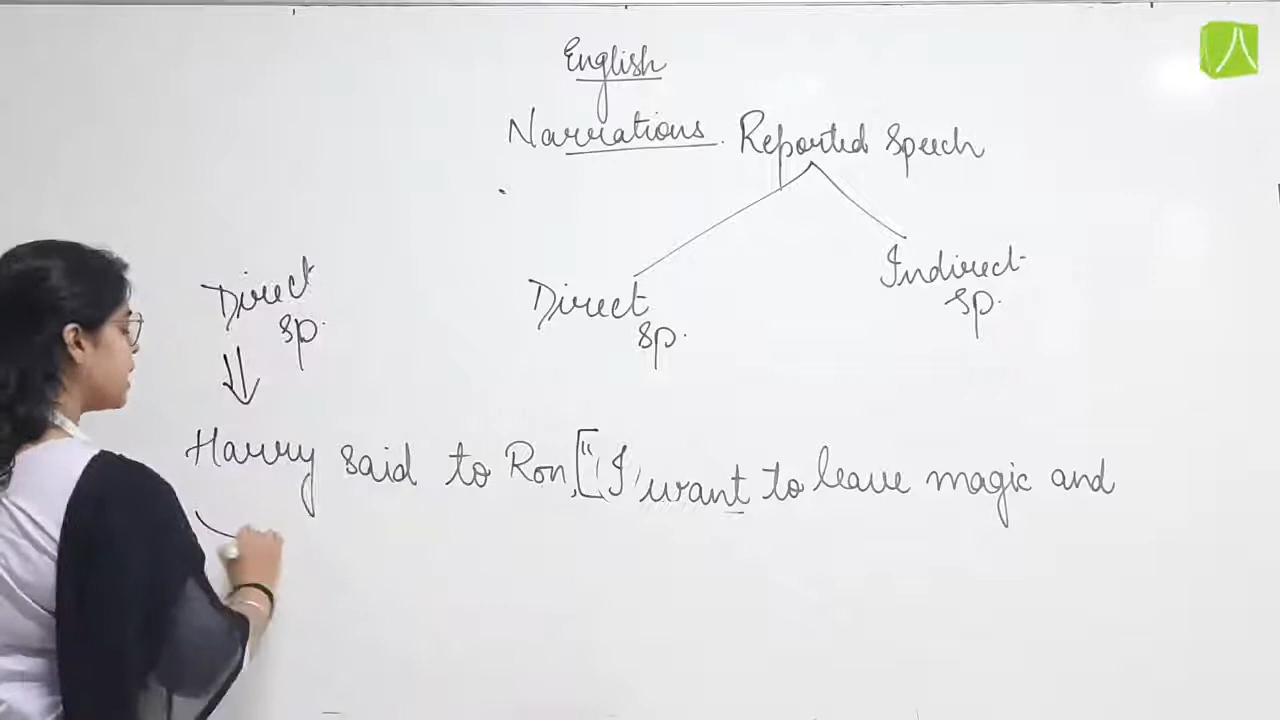 English
Narrations. Reported Speech
Direct sp.
Direct sp.
Indirect sp.
Harry said to Ron, ["I want to leave magic and